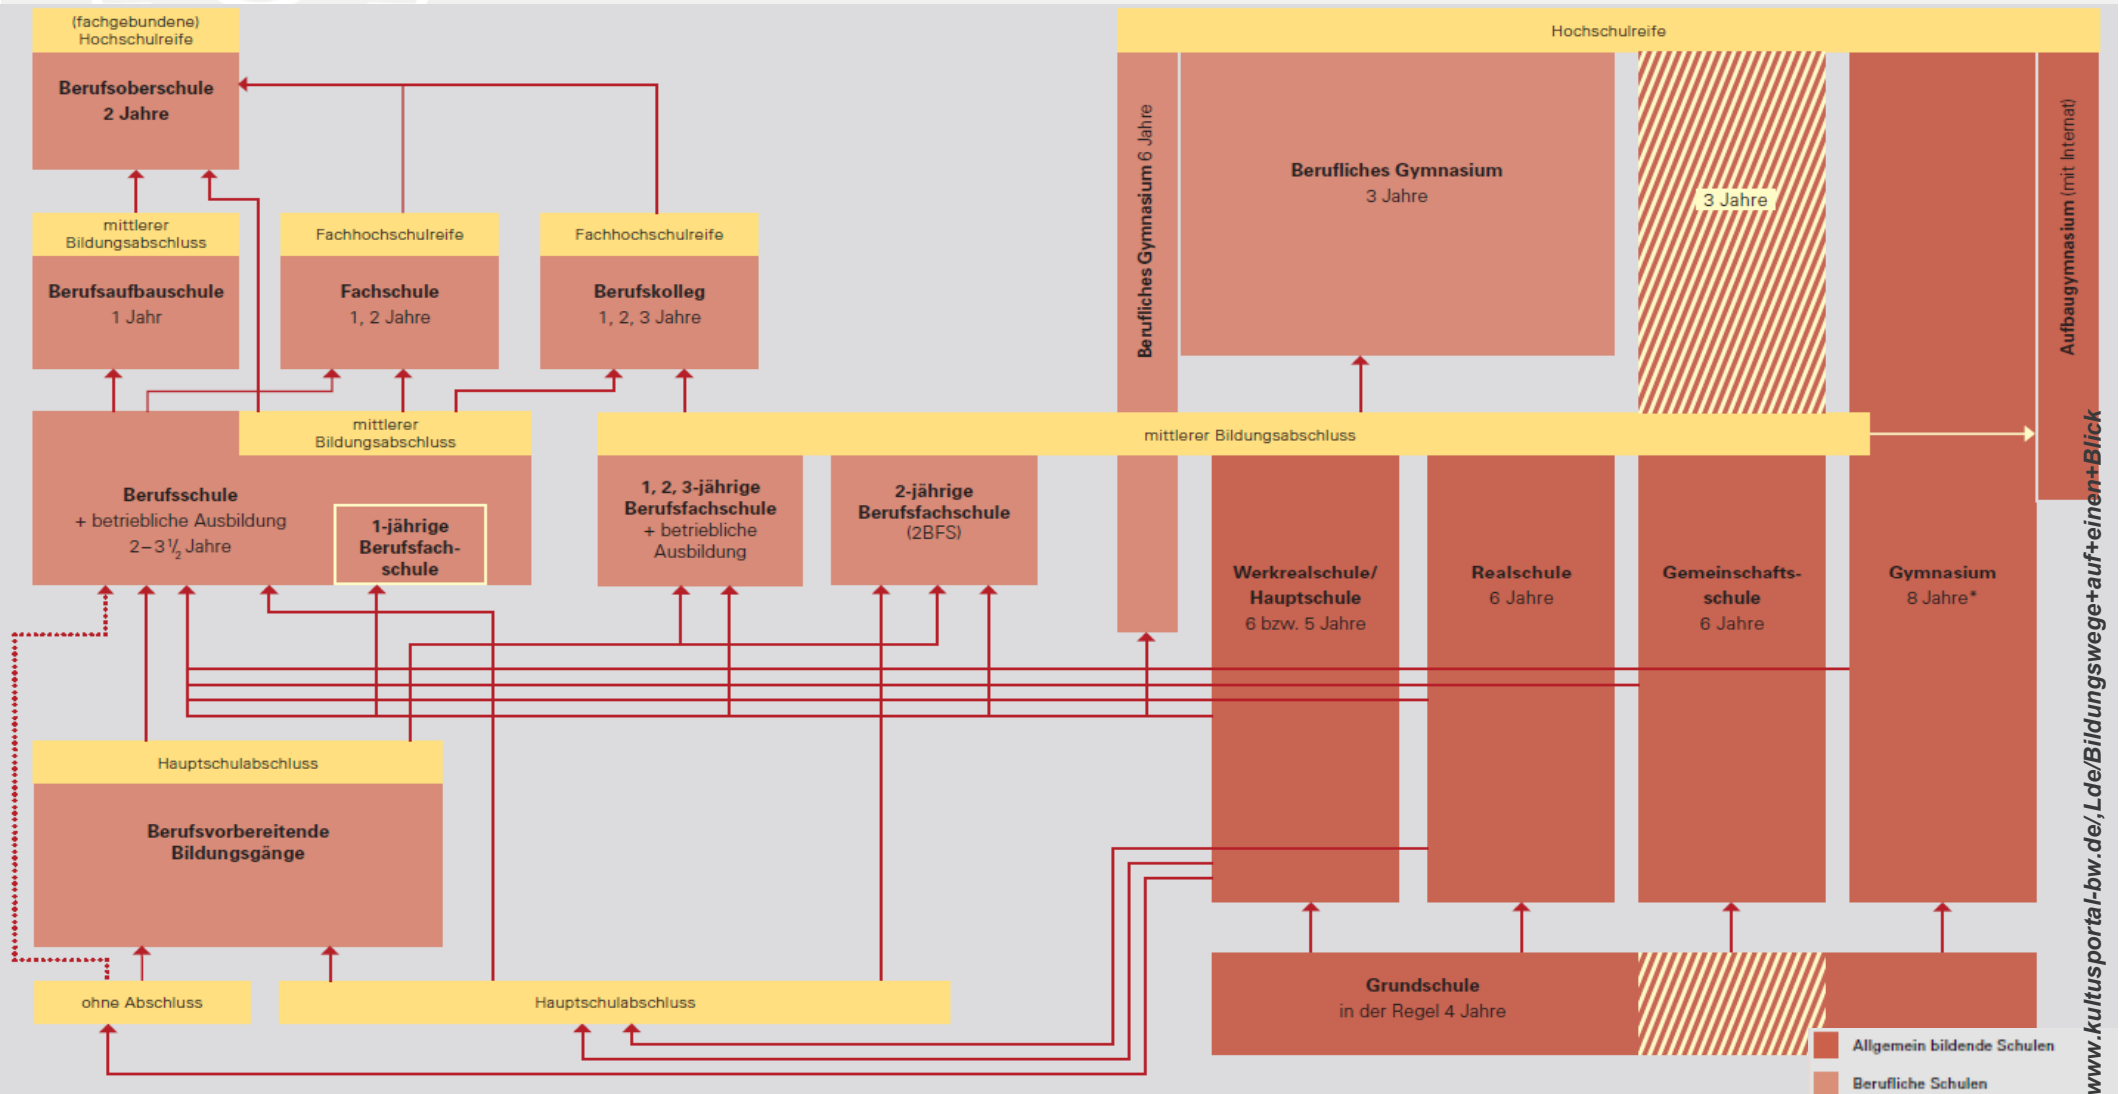 (fachgebundene)
Hochschulreife
Berufsoberschule
2 Jahre
mittlerer
Bildungsabschluss
Berufsaufbauschule
1 Jahr
Fachhochschulreife
Fachschule
1, 2 Jahre
Fachhochschulreife
Berufskolleg
1, 2, 3 Jahre
Hochschulreife
Berufliches Gymnasium 6 Jahre
Berufliches Gymnasium
3 Jahre
3 Jahre
Aufbaugymnasium (mit Internat)
mittlerer
Bildungsabschluss
Berufsschule
+ betriebliche Ausbildung
2–3 1/2 Jahre
1-jährige
Berufsfach-
schule
mittlerer Bildungsabschluss
1, 2, 3-jährige
Berufsfachschule
+ betriebliche
Ausbildung
2-jährige
Berufsfachschule
(2BFS)
Werkrealschule/
Hauptschule
6 bzw. 5 Jahre
Realschule
6 Jahre
Gemeinschafts-
schule
6 Jahre
Gymnasium
8 Jahre*
Hauptschulabschluss
Berufsvorbereitende
Bildungsgänge
ohne Abschluss
Hauptschulabschluss
Grundschule
in der Regel 4 Jahre
Allgemein bildende Schulen
Berufliche Schulen
www.kultusportal-bw.de/,Lde/Bildungswege+auf+einen+Blick